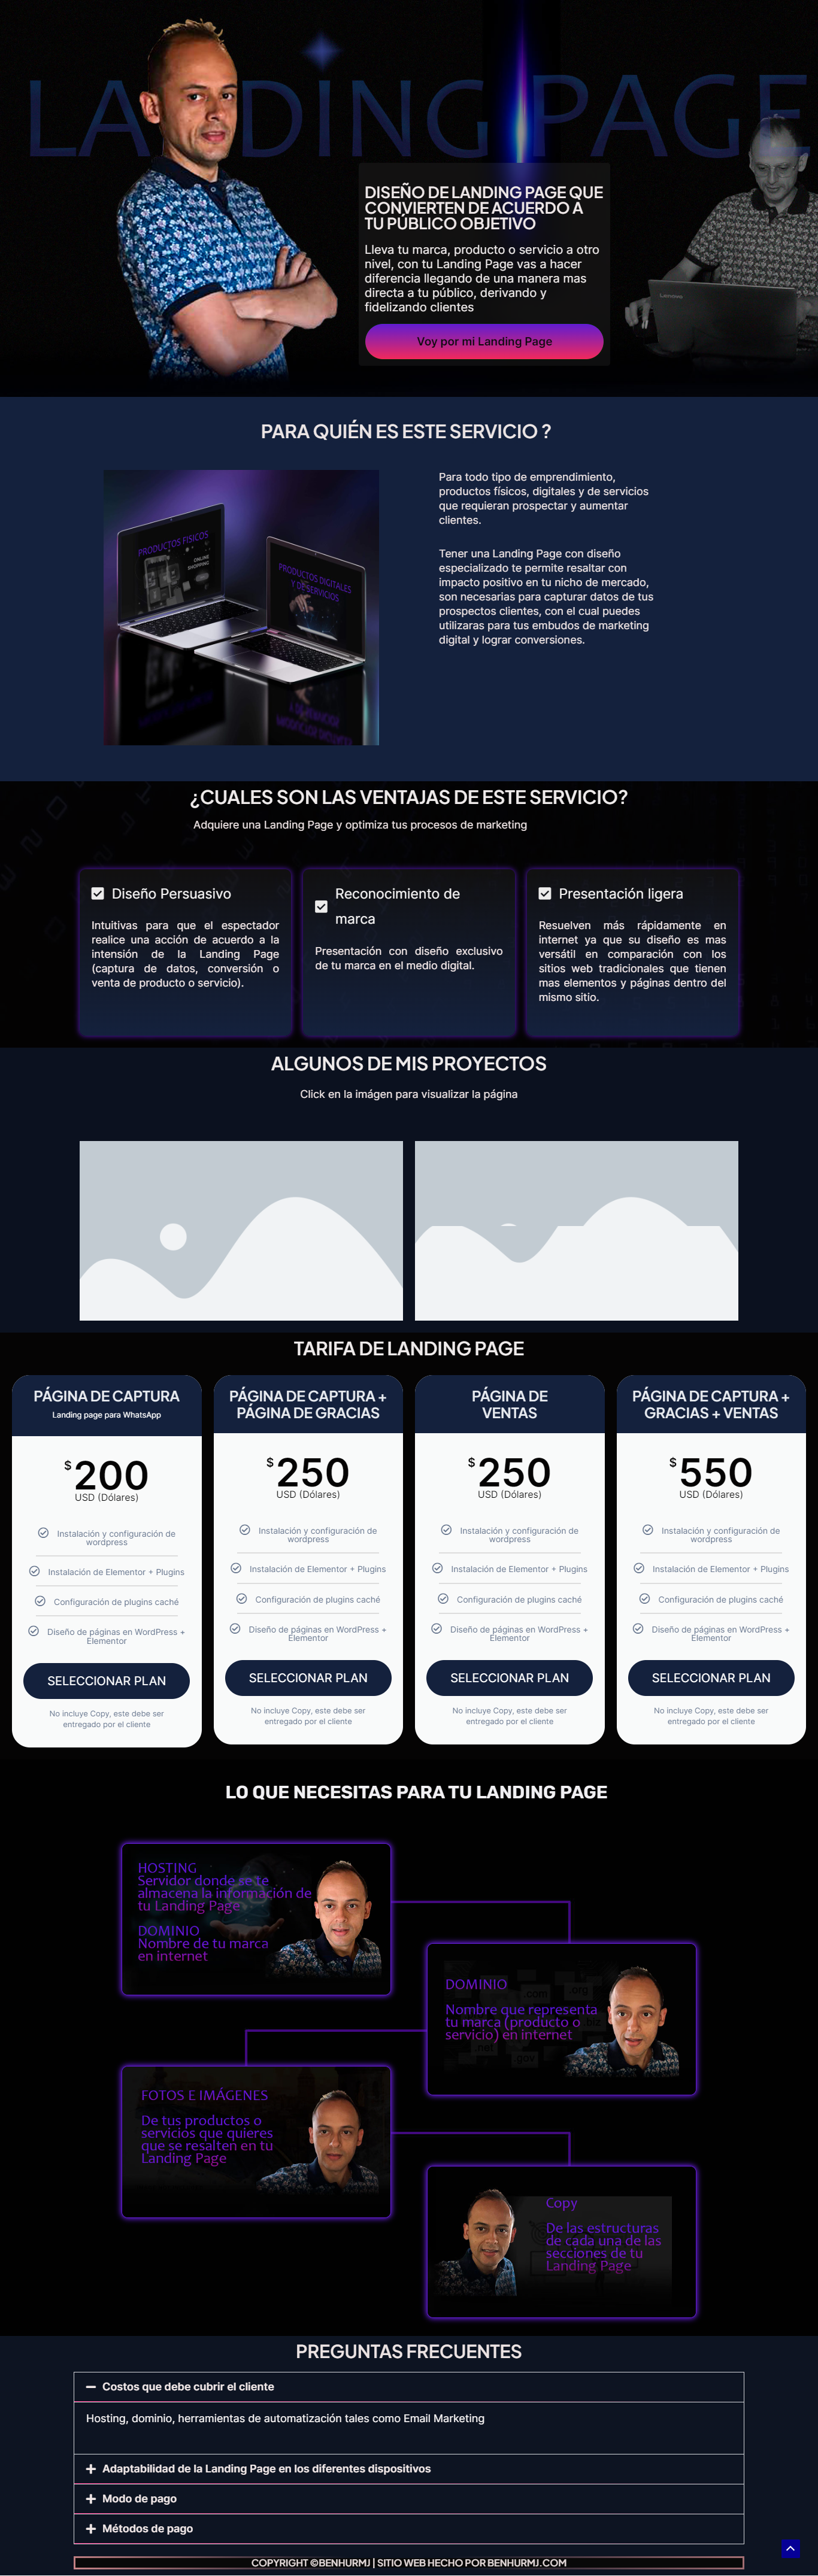 LANDING PAGE
DISEÑO DE LANDING PAGE QUE
CONVIERTEN DE ACUERDO A
TU PÚBLICO OBJETIVO
Lleva tu marca, producto o servicio a otro
nivel, con tu Landing Page vas a hacer
diferencia llegando de una manera mas
directa a tu público, derivando y
fidelizando clientes
Lenovo
Voy por mi Landing Page
PARA QUIÉN ES ESTE SERVICIO ?
PRODUCTOS FISICOS
ONLINE
SHOPPING
PRODUCTOS DIGITALES
Y DE SERVICIOS
Para todo tipo de emprendimiento,
productos físicos, digitales y de servicios
que requieran prospectar y aumentar
clientes.
Tener una Landing Page con diseño
especializado te permite resaltar con
impacto positivo en tu nicho de mercado,
son necesarias para capturar datos de tus
prospectos clientes, con el cual puedes
utilizaras para tus embudos de marketing
digital y lograr conversiones.
¿CUALES SON LAS VENTAJAS DE ESTE SERVICIO?
Adquiere una Landing Page y optimiza tus procesos de marketing
Diseño Persuasivo
Intuitivas para que el espectador
realice una acción de acuerdo a la
intensión de la Landing Page
(captura de datos, conversión o
venta de producto o servicio).
Reconocimiento de
marca
Presentación con diseño exclusivo
de tu marca en el medio digital.
Presentación ligera
Resuelven más rápidamente en
internet ya que su diseño es mas
versátil en comparación con los
sitios web tradicionales que tienen
mas elementos y páginas dentro del
mismo sitio.
ALGUNOS DE MIS PROYECTOS
Click en la imágen para visualizar la página
TARIFA DE LANDING PAGE
PÁGINA DE CAPTURA
Landing page para WhatsApp
$200
USD (Dólares)
Instalación y configuración de
wordpress
Instalación de Elementor + Plugins
Configuración de plugins caché
Diseño de páginas en WordPress +
Elementor
SELECCIONAR PLAN
No incluye Copy, este debe ser
entregado por el cliente
PÁGINA DE CAPTURA +
PÁGINA DE GRACIAS
$250
USD (Dólares)
Instalación y configuración de
wordpress
Instalación de Elementor + Plugins
Configuración de plugins caché
Diseño de páginas en WordPress +
Elementor
SELECCIONAR PLAN
No incluye Copy, este debe ser
entregado por el cliente
PÁGINA DE
VENTAS
$250
USD (Dólares)
Instalación y configuración de
wordpress
Instalación de Elementor + Plugins
Configuración de plugins caché
Diseño de páginas en WordPress +
Elementor
SELECCIONAR PLAN
No incluye Copy, este debe ser
entregado por el cliente
PÁGINA DE CAPTURA +
GRACIAS + VENTAS
$550
USD (Dólares)
Instalación y configuración de
wordpress
Instalación de Elementor + Plugins
Configuración de plugins caché
Diseño de páginas en WordPress +
Elementor
SELECCIONAR PLAN
No incluye Copy, este debe ser
entregado por el cliente
LO QUE NECESITAS PARA TU LANDING PAGE
HOSTING
Servidor donde se te
almacena la información de
tu Landing Page
DOMINIO
Nombre de tu marca
en internet
DOMINIO
Nombre que representa
tu marca (producto o
servicio) en internet
.com
.org
.biz
.net
.gov
FOTOS E IMÁGENES
De tus productos o
servicios que quieres
que se resalten en tu
Landing Page
Copy
De las estructuras
de cada una de las
secciones de tu
Landing Page
PREGUNTAS FRECUENTES
Costos que debe cubrir el cliente
Hosting, dominio, herramientas de automatización tales como Email Marketing
Adaptabilidad de la Landing Page en los diferentes dispositivos
Modo de pago
Métodos de pago
COPYRIGHT ©BENHURMJ | SITIO WEB HECHO POR BENHURMJ.COM